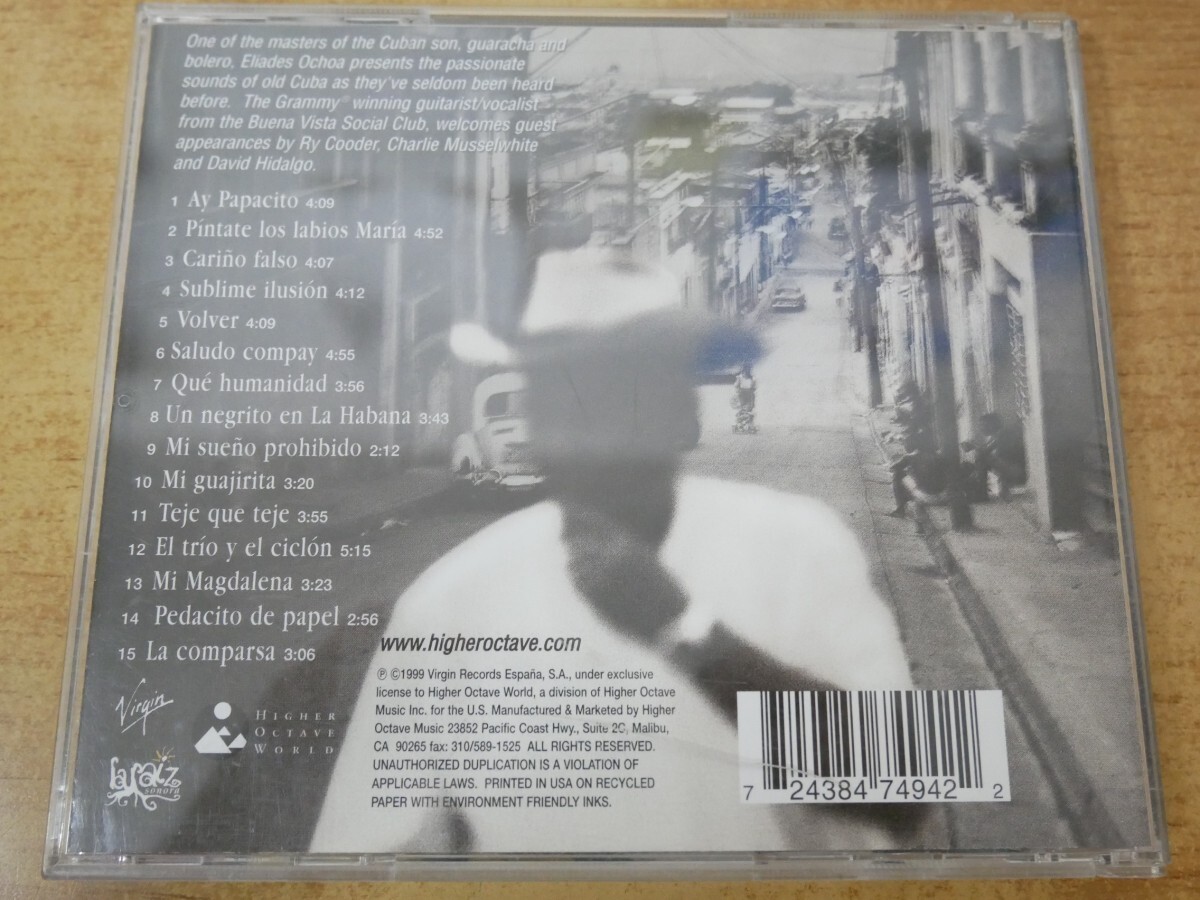 One of the masters of the Cuban son, guaracha and
bolero, Eliades Ochoa presents the passionate
sounds of old Cuba as they've seldom been heard
before. The Grammy® winning guitarist/vocalist
from the Buena Vista Social Club, welcomes guest
appearances by Ry Cooder, Charlie Musselwhite
and David Hidalgo.
1 Ay Papacito 4:09
2 Píntate los labios María 4:52
3 Cariño falso 4:07
4 Sublime ilusión 4:12
5 Volver 4:09
6 Saludo compay 4:55
7 Qué humanidad 3:56
8 Un negrito en La Habana 3:43
9 Mi sueño prohibido 2:12
10 Mi guajirita 3:20
11 Teje que teje 3:55
12 El trío y el ciclón 5:15
13 Mi Magdalena 3:23
14 Pedacito de papel 2:56
15 La comparsa 3:06
www.higheroctave.com
℗ ©1999 Virgin Records España, S.A., under exclusive
license to Higher Octave World, a division of Higher Octave
Music Inc. for the U.S. Manufactured & Marketed by Higher
Octave Music 23852 Pacific Coast Hwy., Suite 2C, Malibu,
CA 90265 fax: 310/589-1525 ALL RIGHTS RESERVED.
UNAUTHORIZED DUPLICATION IS A VIOLATION OF
APPLICABLE LAWS. PRINTED IN USA ON RECYCLED
PAPER WITH ENVIRONMENT FRIENDLY INKS.
Virgin
HIGHER
OCTAVE
WORLD
laraíz
sonora
7 24384 74942 2